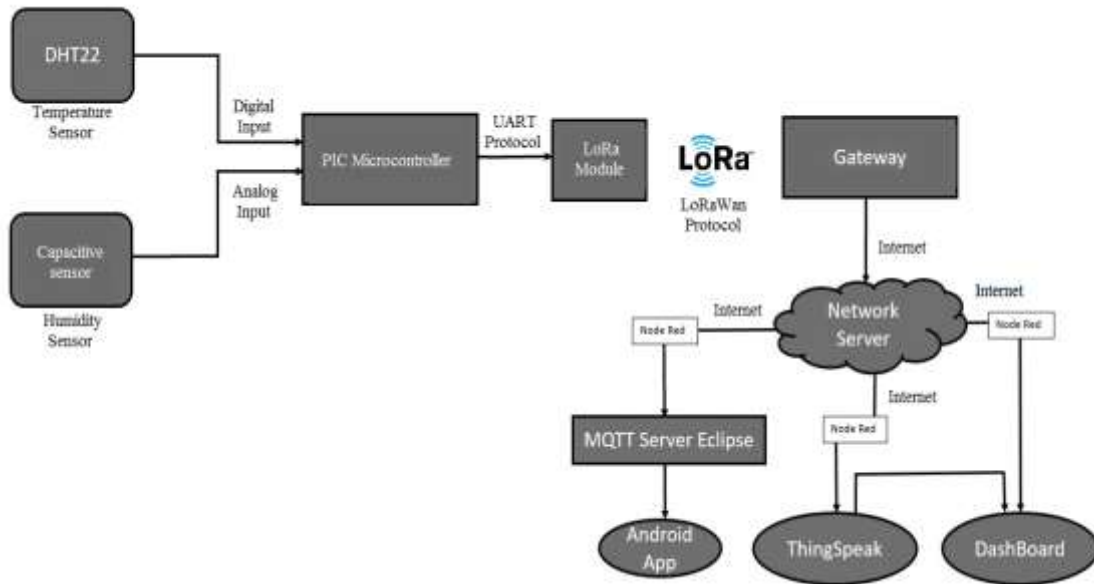 DHT22
Temperature
Sensor
Digital
Input
PIC Microcontroller
UART
Protocol
LoRa
Module
LoRa
LoRaWan
Protocol
Gateway
Analog
Input
Capacitive
sensor
Humidity
Sensor
Internet
Network
Server
Internet
Node Red
Internet
Node Red
Internet
Node Red
MQTT Server Eclipse
Android
App
ThingSpeak
DashBoard